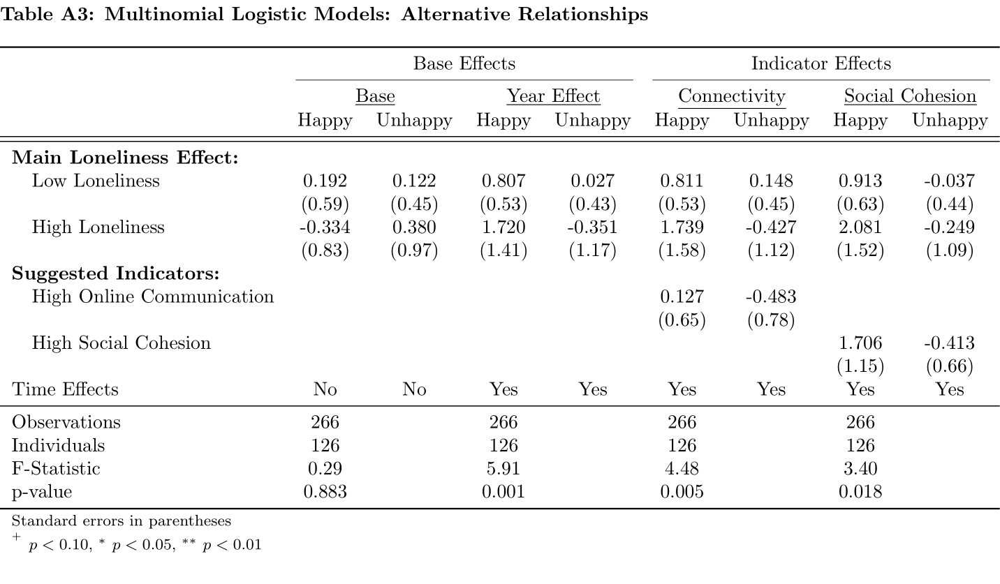 Table A3: Multinomial Logistic Models: Alternative Relationships
Base Effects Indicator Effects
Base Year Effect Connectivity Social Cohesion
Happy Unhappy Happy Unhappy Happy Unhappy Happy Unhappy
Main Loneliness Effect:
Low Loneliness 0.192 0.122 0.807 0.027 0.811 0.148 0.913 -0.037
(0.59) (0.45) (0.53) (0.43) (0.53) (0.45) (0.63) (0.44)
High Loneliness -0.334 0.380 1.720 -0.351 1.739 -0.427 2.081 -0.249
(0.83) (0.97) (1.41) (1.17) (1.58) (1.12) (1.52) (1.09)
Suggested Indicators:
High Online Communication 0.127 -0.483
(0.65) (0.78)
High Social Cohesion 1.706 -0.413
(1.15) (0.66)
Time Effects No No Yes Yes Yes Yes Yes Yes
Observations 266 266 266 266
Individuals 126 126 126 126
F-Statistic 0.29 5.91 4.48 3.40
p-value 0.883 0.001 0.005 0.018
Standard errors in parentheses
+ p < 0.10, * p < 0.05, ** p < 0.01